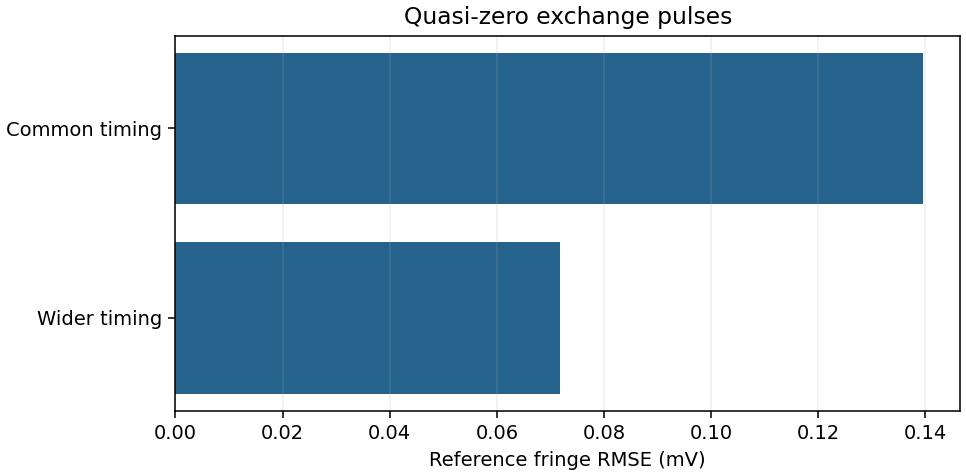 Quasi-zero exchange pulses
Common timing
Wider timing
0.00 0.02 0.04 0.06 0.08 0.10 0.12 0.14
Reference fringe RMSE (mV)